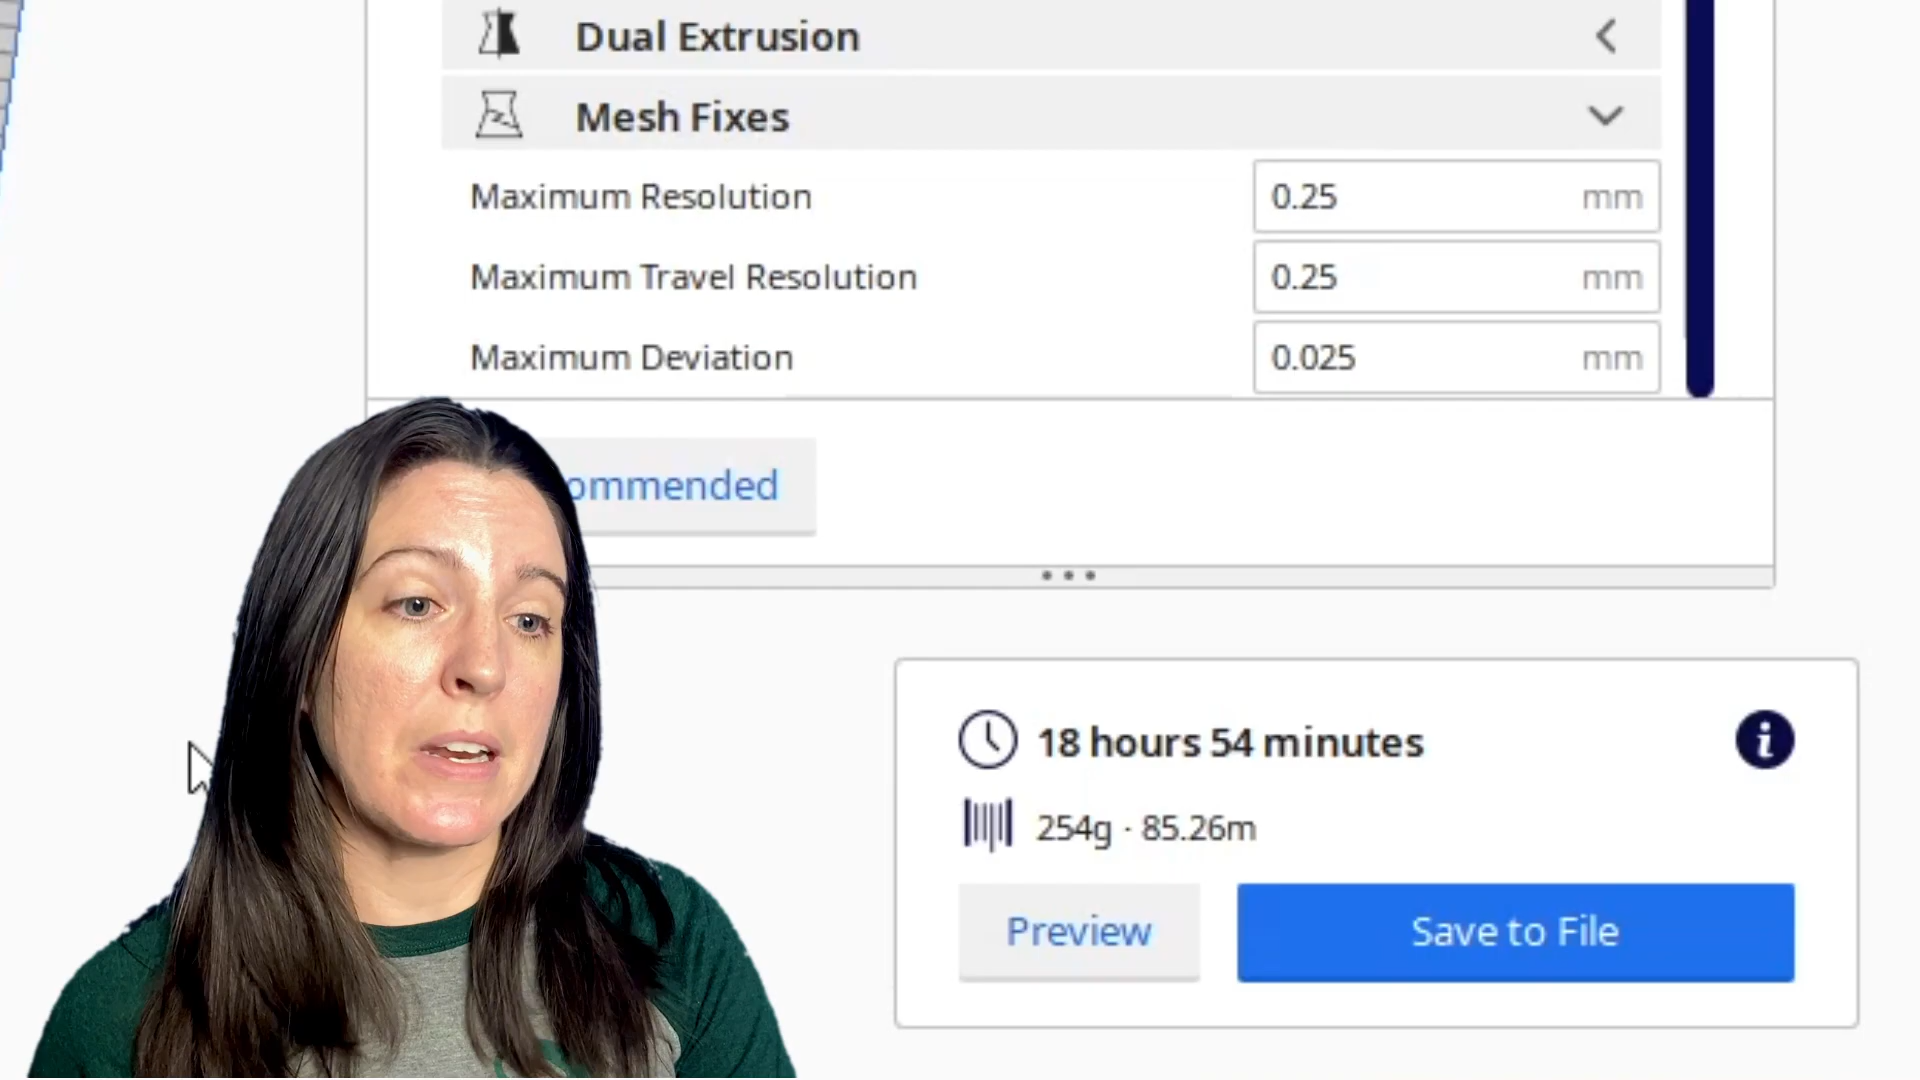 Dual Extrusion
Mesh Fixes
Maximum Resolution 0.25 mm
Maximum Travel Resolution 0.25 mm
Maximum Deviation 0.025 mm
ommended
18 hours 54 minutes
254g · 85.26m
Preview Save to File